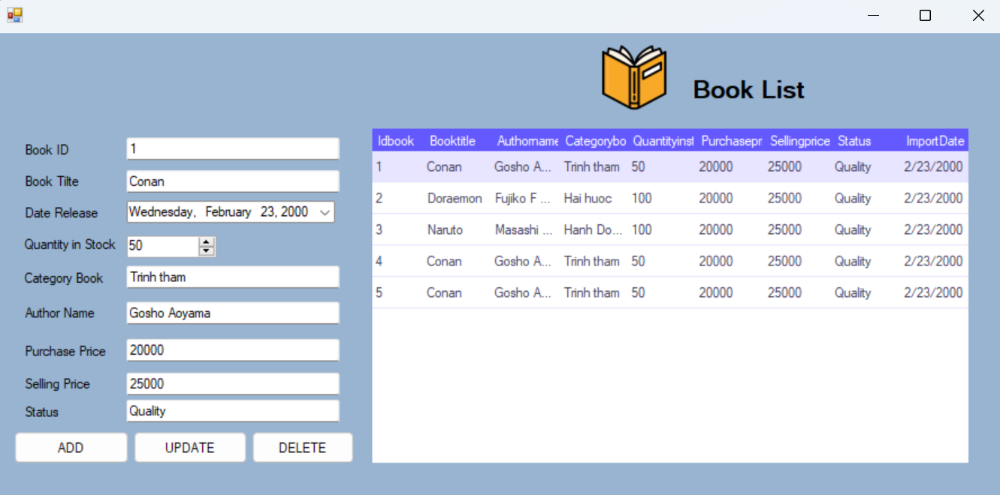 Book List
Book ID 1
Book Tilte Conan
Date Release Wednesday, February 23, 2000
Quantity in Stock 50
Category Book Trinh tham
Author Name Gosho Aoyama
Purchase Price 20000
Selling Price 25000
Status Quality
ADD UPDATE DELETE
Idbook Booktitle Authorname Categorybo Quantityinst Purchasepr Sellingprice Status ImportDate
1 Conan Gosho A... Trinh tham 50 20000 25000 Quality 2/23/2000
2 Doraemon Fujiko F ... Hai huoc 100 20000 25000 Quality 2/23/2000
3 Naruto Masashi ... Hanh Do... 100 20000 25000 Quality 2/23/2000
4 Conan Gosho A... Trinh tham 50 20000 25000 Quality 2/23/2000
5 Conan Gosho A... Trinh tham 50 20000 25000 Quality 2/23/2000